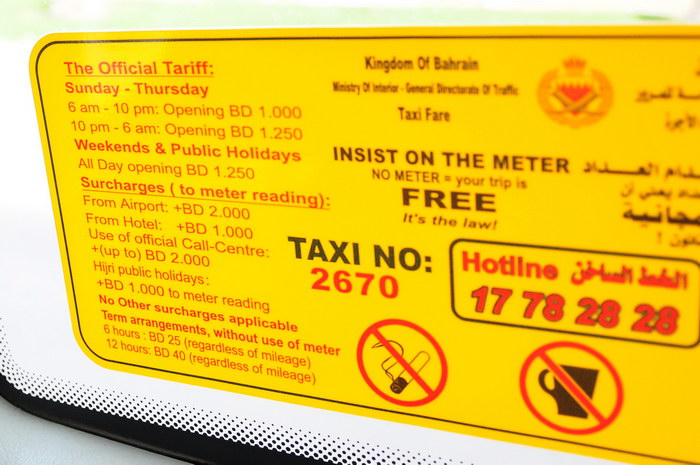 The Official Tariff:
Sunday - Thursday
6 am - 10 pm: Opening BD 1.000
10 pm - 6 am: Opening BD 1.250
Weekends & Public Holidays
All Day opening BD 1.250
Surcharges ( to meter reading):
From Airport: +BD 2.000
From Hotel: +BD 1.000
Use of official Call-Centre:
+(up to) BD 2.000
Hijri public holidays:
+BD 1.000 to meter reading
No Other surcharges applicable
Term arrangements, without use of meter
6 hours : BD 25 (regardless of mileage)
12 hours: BD 40 (regardless of mileage)
Kingdom Of Bahrain
Ministry Of Interior - General Directorate Of Traffic
Taxi Fare
INSIST ON THE METER
NO METER = your trip is
FREE
It's the law!
TAXI NO:
2670
Hotline الخط الساخن
17 78 28 28